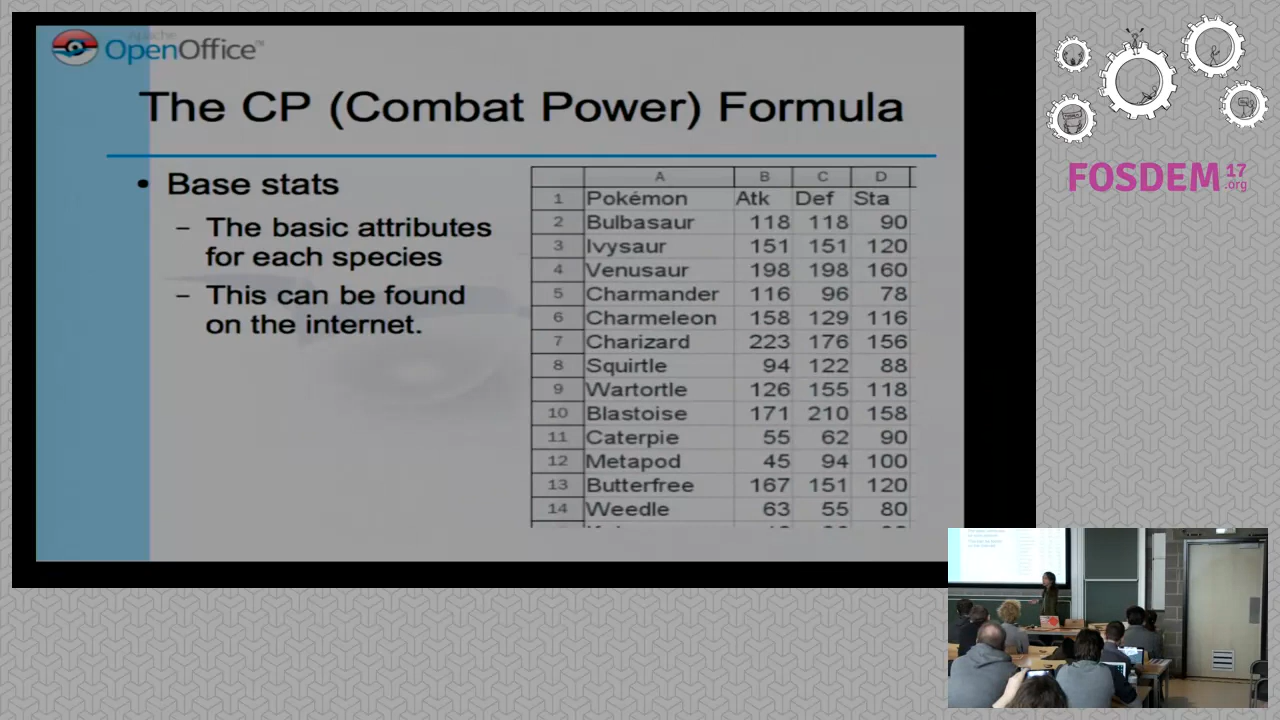 Apache
OpenOffice™
The CP (Combat Power) Formula
• Base stats
– The basic attributes
for each species
– This can be found
on the internet.
A B C D
1 Pokémon Atk Def Sta
2 Bulbasaur 118 118 90
3 Ivysaur 151 151 120
4 Venusaur 198 198 160
5 Charmander 116 96 78
6 Charmeleon 158 129 116
7 Charizard 223 176 156
8 Squirtle 94 122 88
9 Wartortle 126 155 118
10 Blastoise 171 210 158
11 Caterpie 55 62 90
12 Metapod 45 94 100
13 Butterfree 167 151 120
14 Weedle 63 55 80
FOSDEM 17
.org